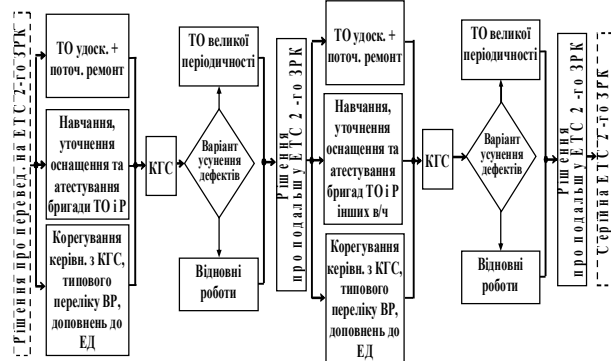 Рішення про перевед. на ЕТС 2-го ЗРК
ТО удоск. +
поточ. ремонт
Навчання,
уточнення
оснащення та
атестування
бригади ТО і Р
Корегування
керівн. з КГС,
типового
переліку ВР,
доповнень до
ЕД
КГС
ТО великої
періодичності
Варіант
усунення
дефектів
Відновні
роботи
Рішення
про подальшу ЕТС 2 -го ЗРК
ТО удоск. +
поточ. ремонт
Навчання,
уточнення
оснащення та
атестування
бригад ТО і Р
інших в/ч
Корегування
керівн. з КГС,
типового
переліку ВР,
доповнень до
ЕД
КГС
ТО великої
періодичності
Варіант
усунення
дефектів
Відновні
роботи
Рішення
про подальшу ЕТС 2 -го ЗРК
Серійна ЕТС 2-го ЗРК